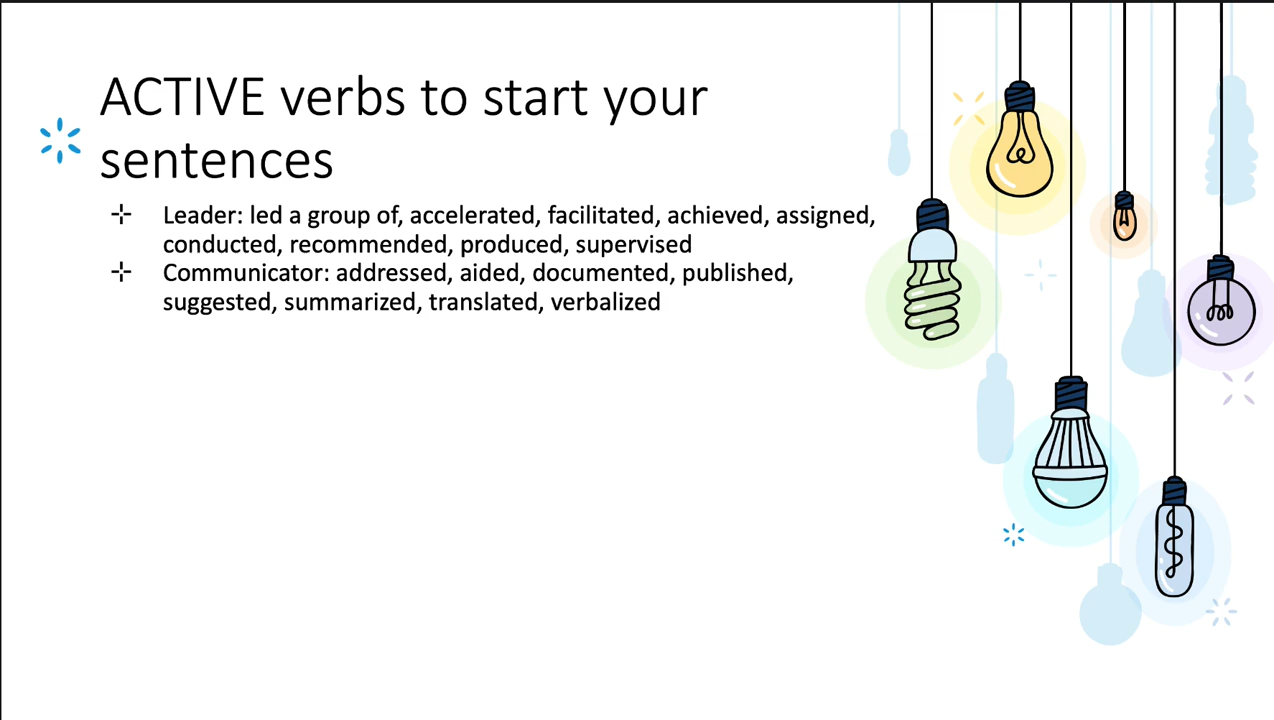 ACTIVE verbs to start your
sentences
Leader: led a group of, accelerated, facilitated, achieved, assigned,
conducted, recommended, produced, supervised
Communicator: addressed, aided, documented, published,
suggested, summarized, translated, verbalized